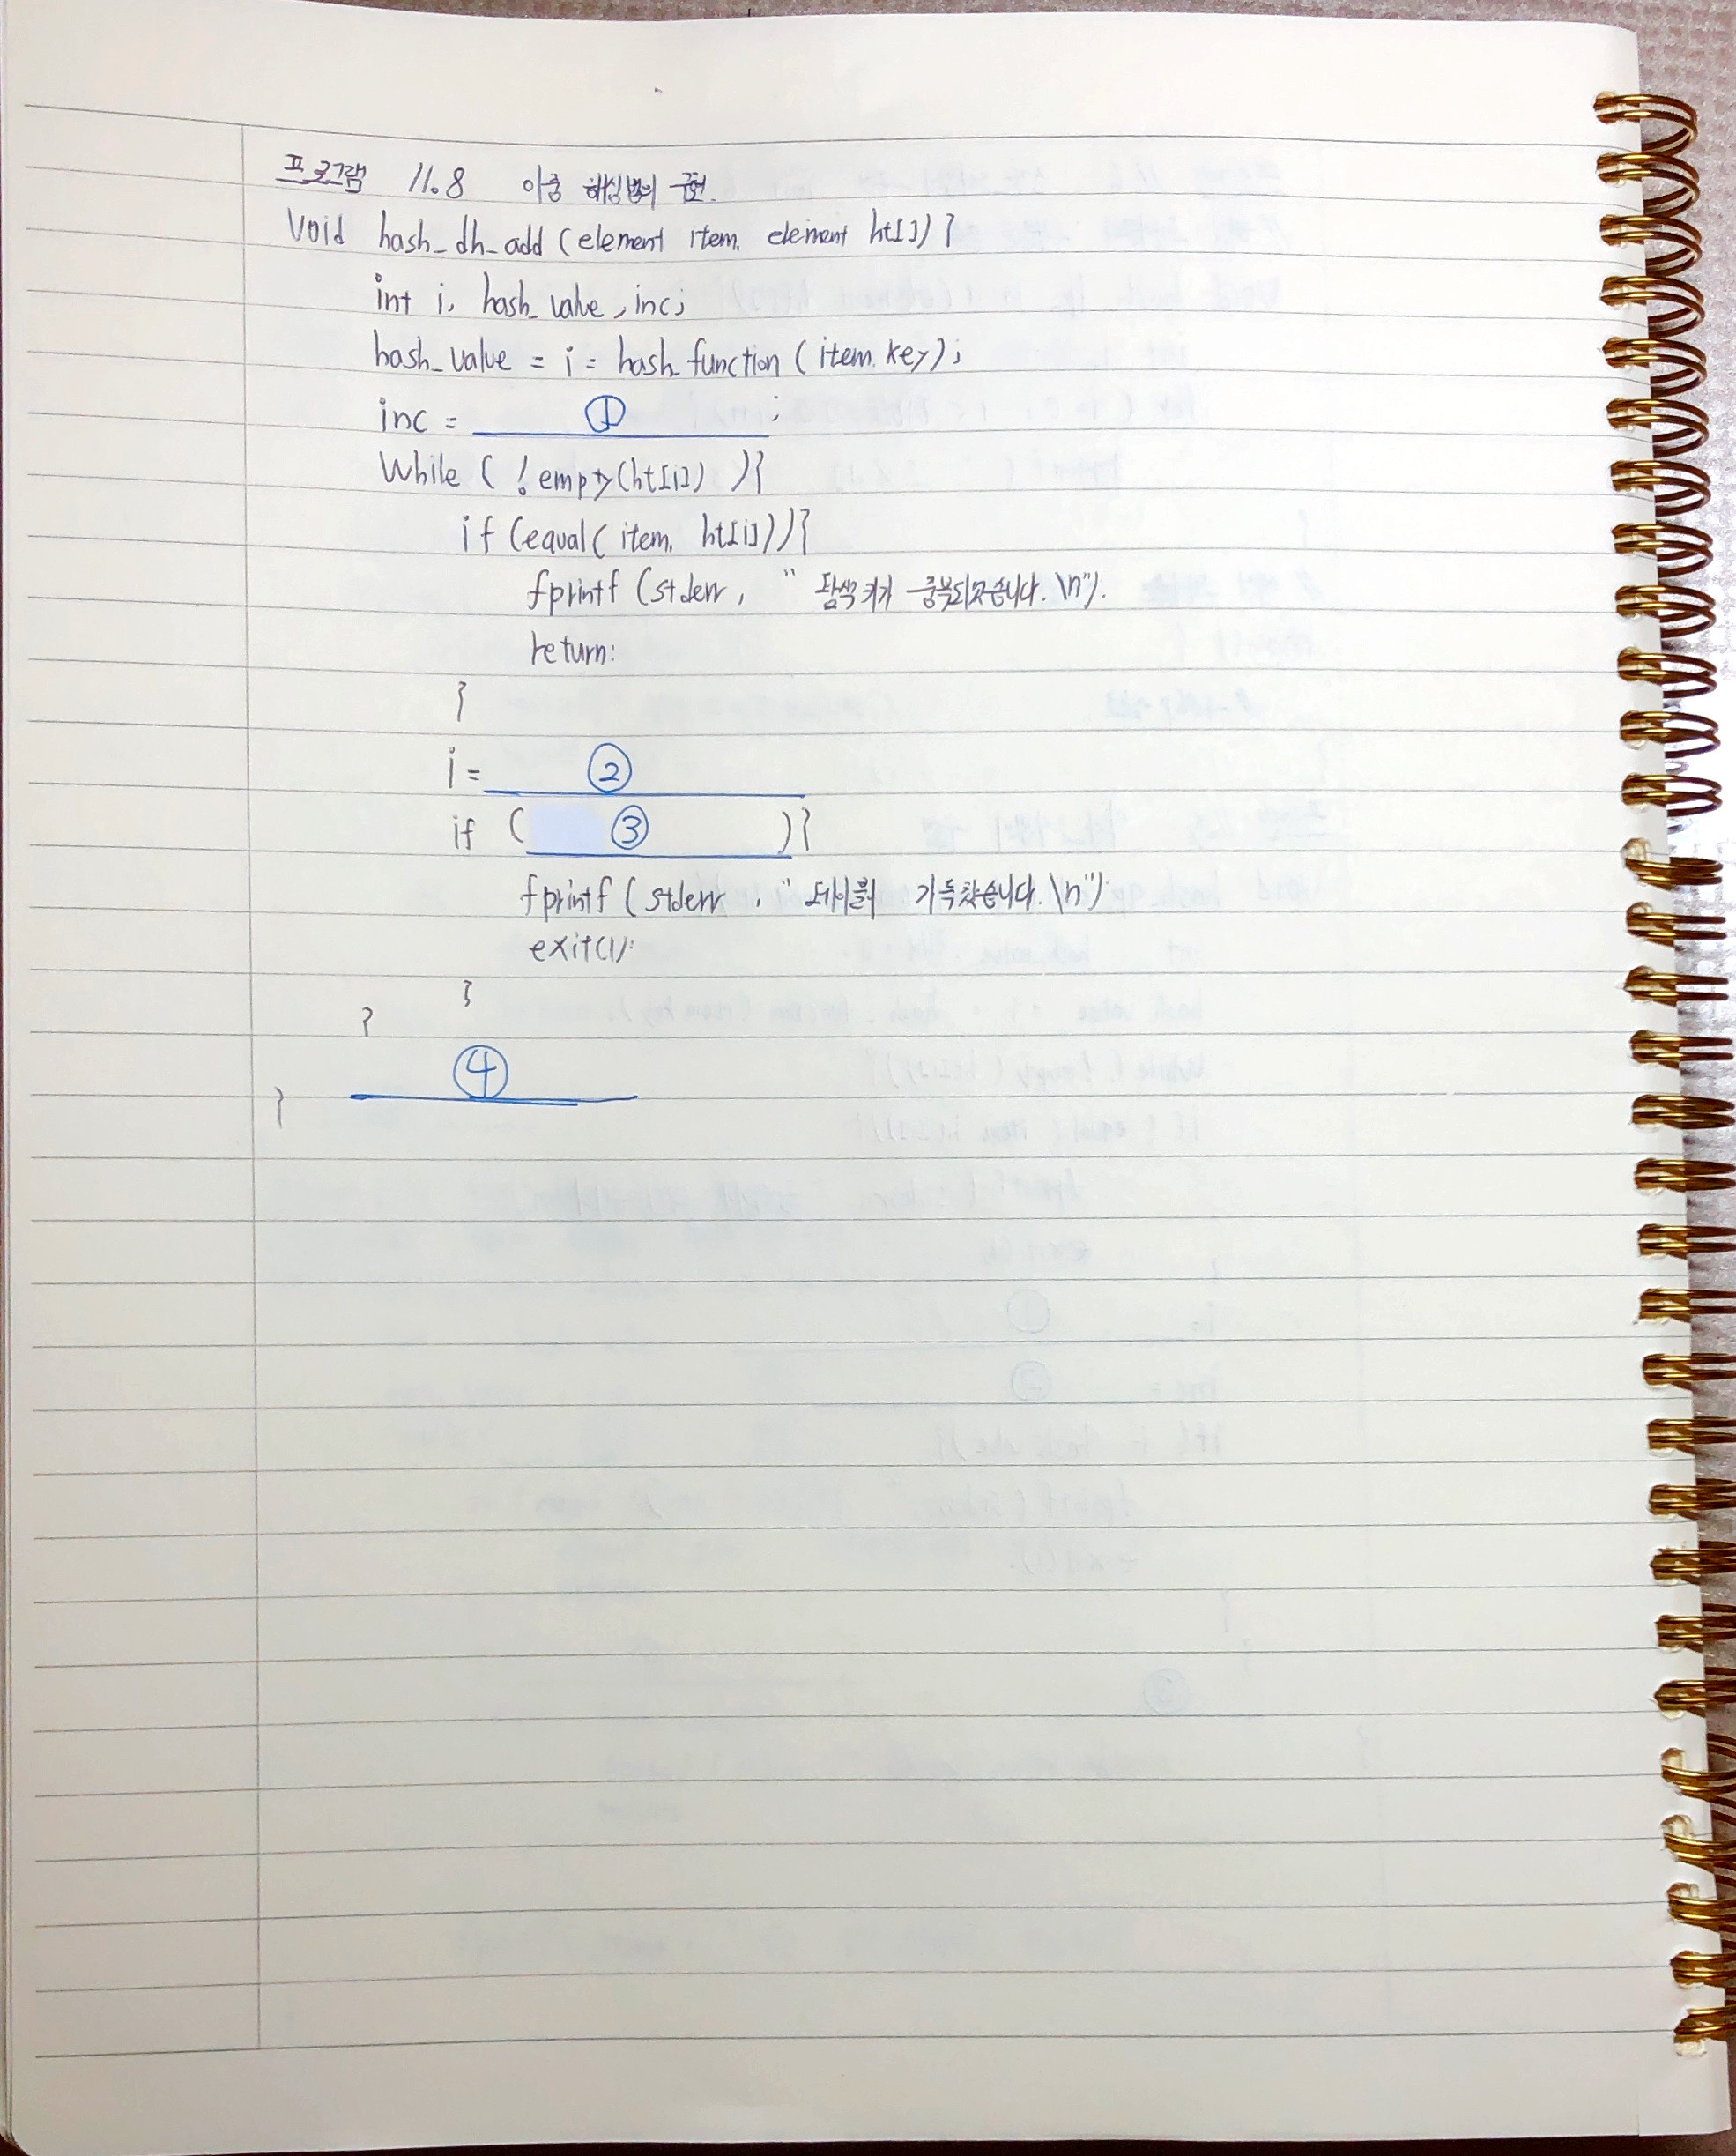 프로그램 11.8 이중 해싱법의 구현.
Void hash_dh_add (element item, element ht[]) }
int i, hash_value, inc;
hash_value = i = hash_function (item.key);
inc = ① ;
While ( !empty(ht[i]) ){
if (equal( item, ht[i])){
fprintf (stderr, " 탐색키가 중복되었습니다. \n").
return:
}
i= ②
if ( ③ ){
fprintf ( stderr, " 테이블이 가득찼습니다. \n")
exit(1):
}
}
④
}